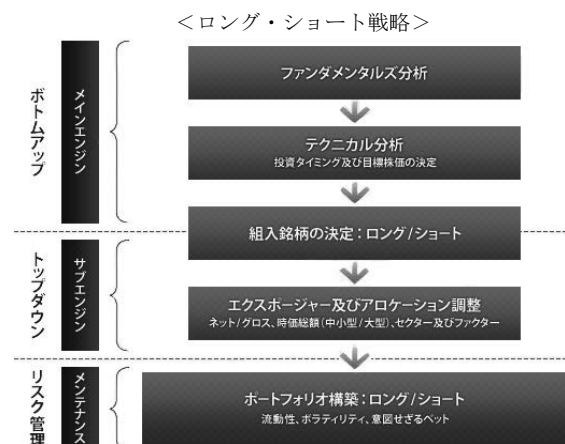 ＜ロング・ショート戦略＞
ボトムアップ
メインエンジン
ファンダメンタルズ分析
テクニカル分析
投資タイミング及び目標株価の決定
組入銘柄の決定：ロング/ショート
トップダウン
サブエンジン
エクスポージャー及びアロケーション調整
ネット/グロス、時価総額(中小型/大型)、セクター及びファクター
リスク管理
メンテナンス
ポートフォリオ構築：ロング/ショート
流動性、ボラティリティ、意図せざるベット